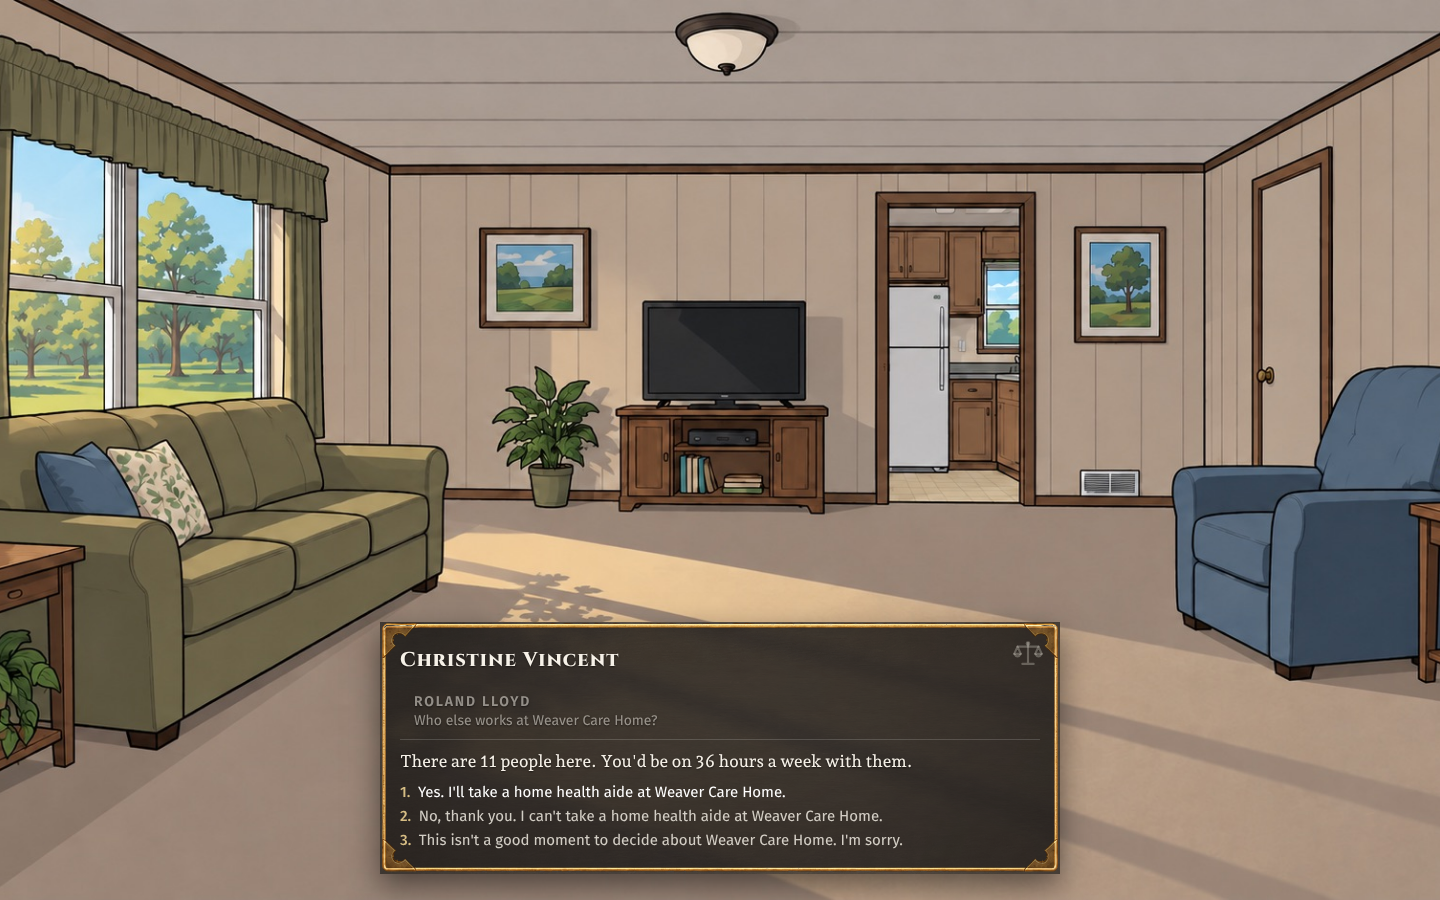 Christine Vincent
ROLAND LLOYD
Who else works at Weaver Care Home?
There are 11 people here. You'd be on 36 hours a week with them.
1. Yes. I'll take a home health aide at Weaver Care Home.
2. No, thank you. I can't take a home health aide at Weaver Care Home.
3. This isn't a good moment to decide about Weaver Care Home. I'm sorry.